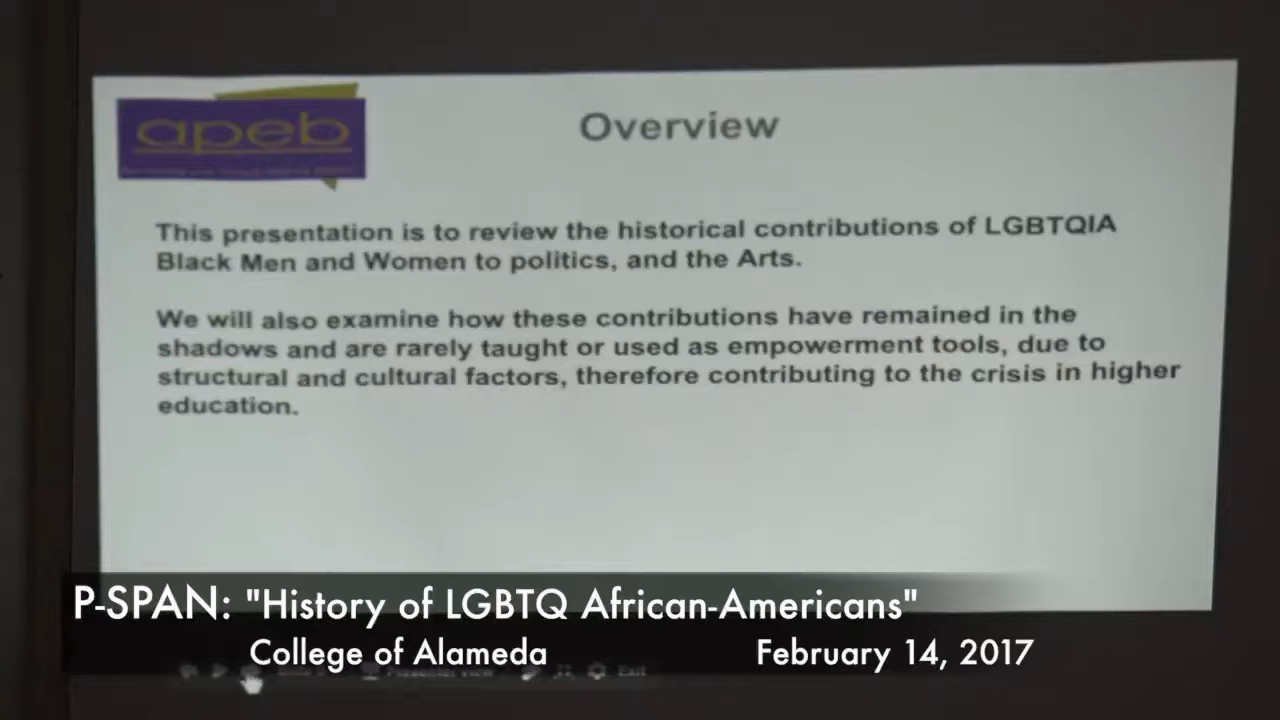 apeb
Overview
This presentation is to review the historical contributions of LGBTQIA
Black Men and Women to politics, and the Arts.
We will also examine how these contributions have remained in the
shadows and are rarely taught or used as empowerment tools, due to
structural and cultural factors, therefore contributing to the crisis in higher
education.
P-SPAN: "History of LGBTQ African-Americans"
College of Alameda
February 14, 2017
Presenter View
Exit